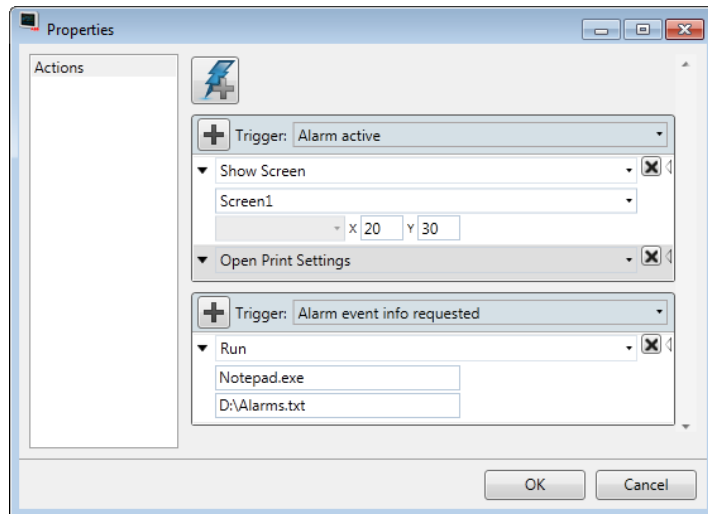 Properties
Actions
Trigger: Alarm active
Show Screen
Screen1
X 20 Y 30
Open Print Settings
Trigger: Alarm event info requested
Run
Notepad.exe
D:\Alarms.txt
OK Cancel